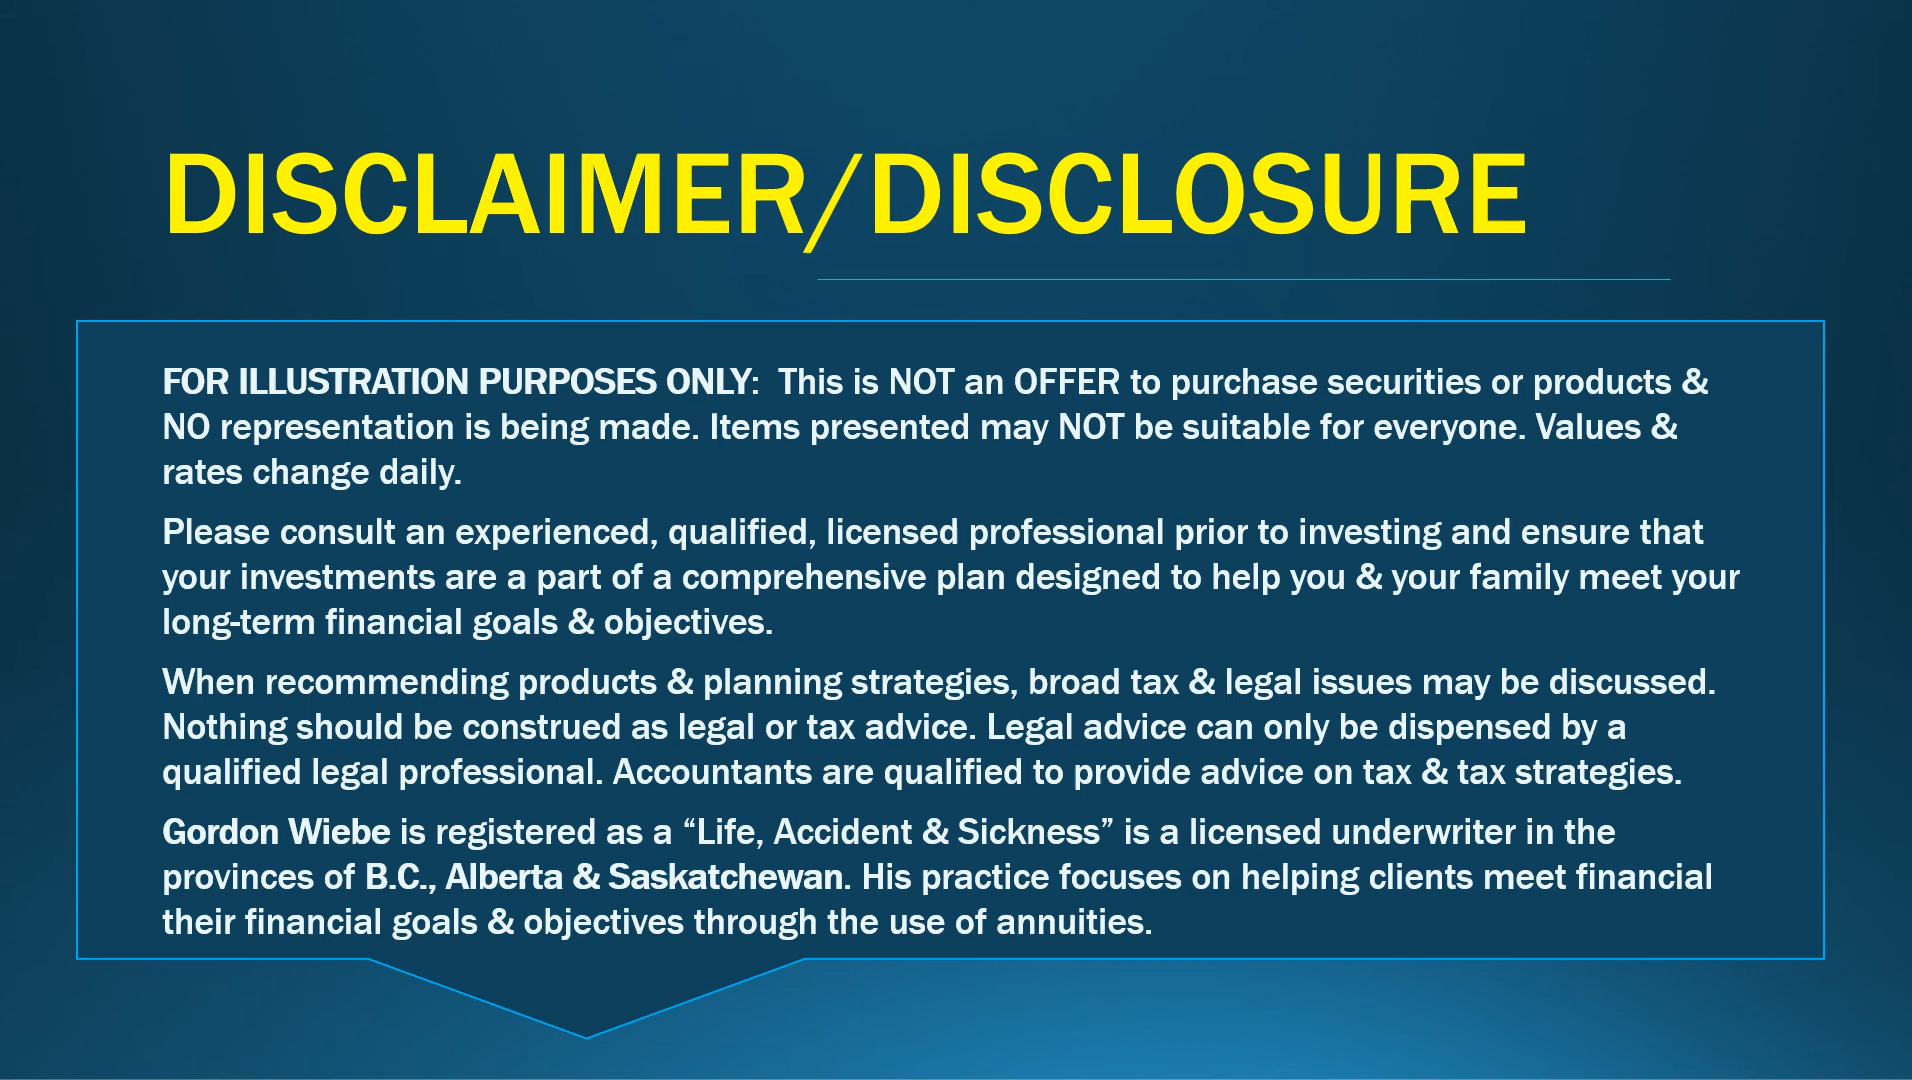 DISCLAIMER/DISCLOSURE
FOR ILLUSTRATION PURPOSES ONLY:  This is NOT an OFFER to purchase securities or products &
NO representation is being made. Items presented may NOT be suitable for everyone. Values &
rates change daily.
Please consult an experienced, qualified, licensed professional prior to investing and ensure that
your investments are a part of a comprehensive plan designed to help you & your family meet your
long-term financial goals & objectives.
When recommending products & planning strategies, broad tax & legal issues may be discussed.
Nothing should be construed as legal or tax advice. Legal advice can only be dispensed by a
qualified legal professional. Accountants are qualified to provide advice on tax & tax strategies.
Gordon Wiebe is registered as a “Life, Accident & Sickness” is a licensed underwriter in the
provinces of B.C., Alberta & Saskatchewan. His practice focuses on helping clients meet financial
their financial goals & objectives through the use of annuities.